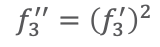 f₃′′ = (f₃′)²